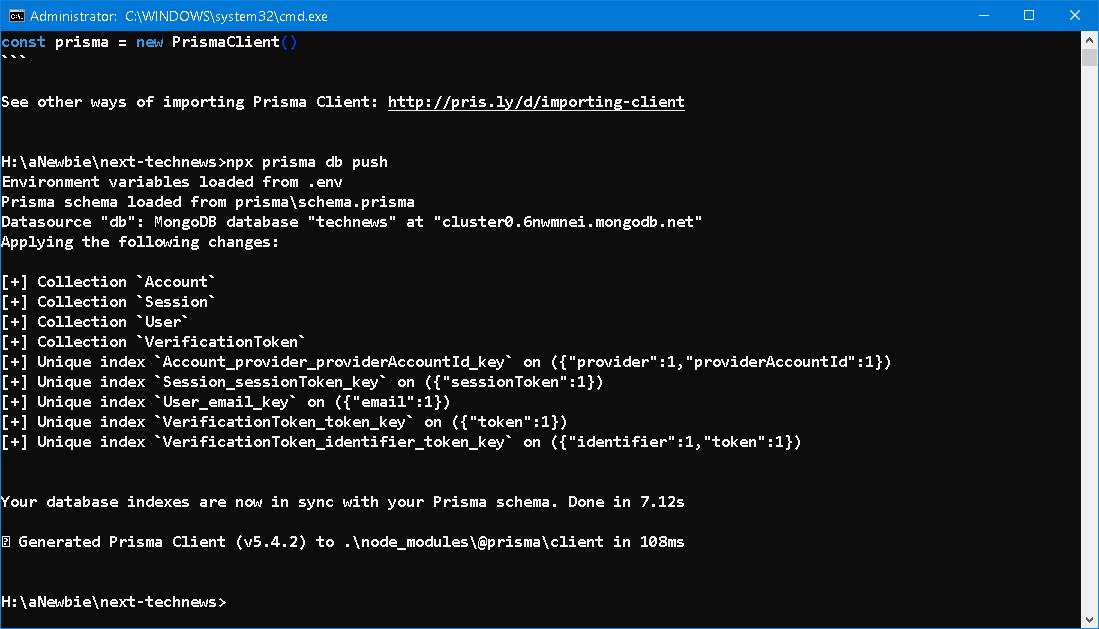 Administrator: C:\WINDOWS\system32\cmd.exe
const prisma = new PrismaClient()
```
See other ways of importing Prisma Client: http://pris.ly/d/importing-client
H:\aNewbie\next-technews>npx prisma db push
Environment variables loaded from .env
Prisma schema loaded from prisma\schema.prisma
Datasource "db": MongoDB database "technews" at "cluster0.6nwmnei.mongodb.net"
Applying the following changes:
[+] Collection `Account`
[+] Collection `Session`
[+] Collection `User`
[+] Collection `VerificationToken`
[+] Unique index `Account_provider_providerAccountId_key` on ({"provider":1,"providerAccountId":1})
[+] Unique index `Session_sessionToken_key` on ({"sessionToken":1})
[+] Unique index `User_email_key` on ({"email":1})
[+] Unique index `VerificationToken_token_key` on ({"token":1})
[+] Unique index `VerificationToken_identifier_token_key` on ({"identifier":1,"token":1})
Your database indexes are now in sync with your Prisma schema. Done in 7.12s
Generated Prisma Client (v5.4.2) to .\node_modules\@prisma\client in 108ms
H:\aNewbie\next-technews>